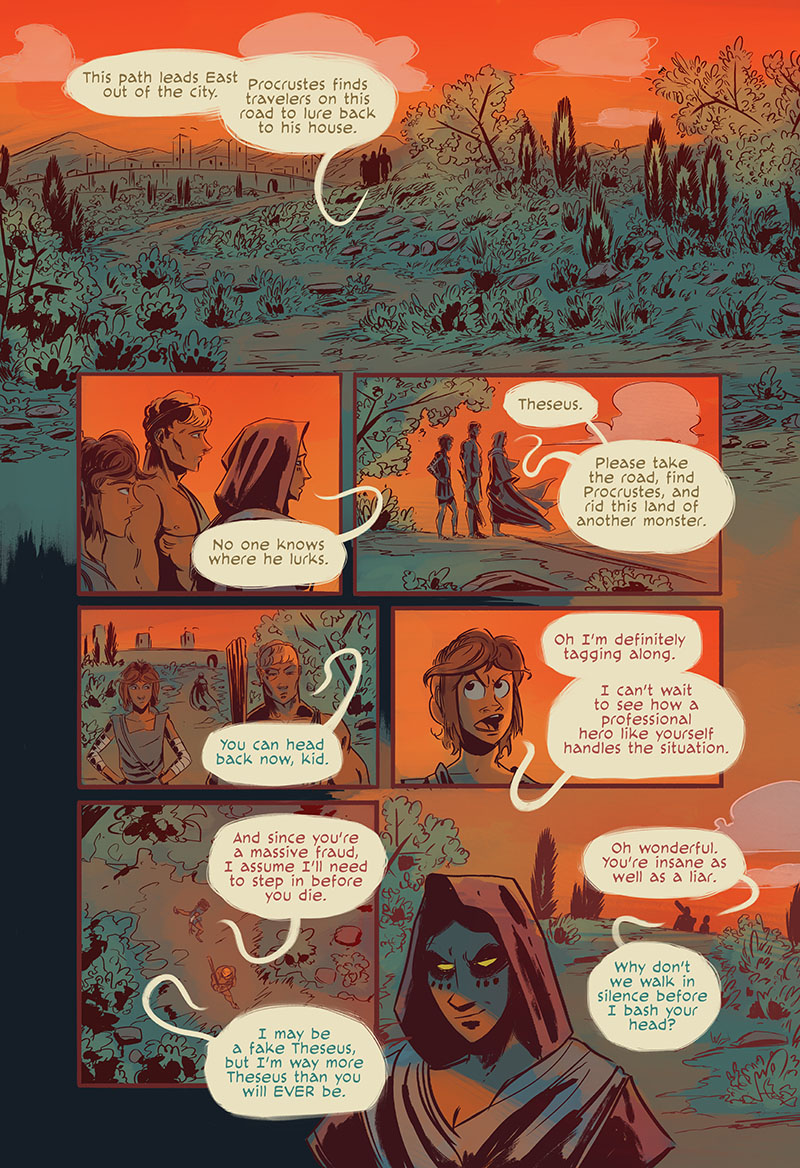 This path leads East
out of the city.
Procrustes finds
travelers on this
road to lure back
to his house.
No one knows
where he lurks.
Theseus.
Please take
the road, find
Procrustes, and
rid this land of
another monster.
You can head
back now, kid.
Oh I'm definitely
tagging along.
I can't wait
to see how a
professional
hero like yourself
handles the situation.
And since you're
a massive fraud,
I assume I'll need
to step in before
you die.
I may be
a fake Theseus,
but I'm way more
Theseus than you
will EVER be.
Oh wonderful.
You're insane as
well as a liar.
Why don't
we walk in
silence before
I bash your
head?